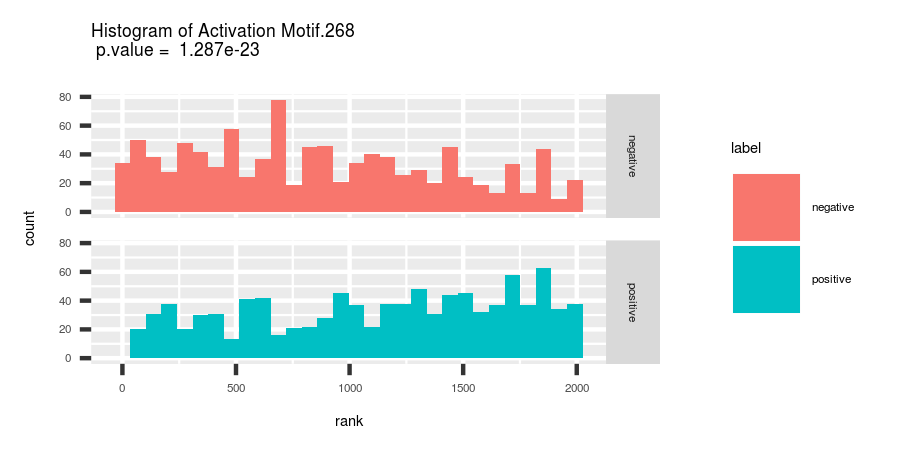 Histogram of Activation Motif.268
p.value =  1.287e-23
count
80
60
40
20
0
negative
80
60
40
20
0
positive
0 500 1000 1500 2000
rank
label
negative
positive